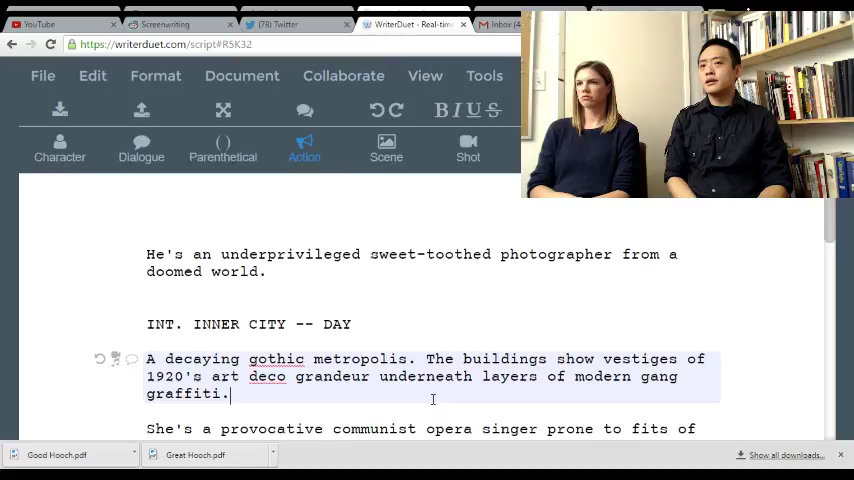 YouTube
Screenwriting
(78) Twitter
WriterDuet - Real-time
Gmail Inbox (4
https://writerduet.com/script#R5K32
File Edit Format Document Collaborate View Tools
B I U S
Character Dialogue Parenthetical Action Scene Shot
He's an underprivileged sweet-toothed photographer from a
doomed world.
INT. INNER CITY -- DAY
A decaying gothic metropolis. The buildings show vestiges of
1920's art deco grandeur underneath layers of modern gang
graffiti.
She's a provocative communist opera singer prone to fits of
Good Hooch.pdf Great Hooch.pdf Show all downloads...